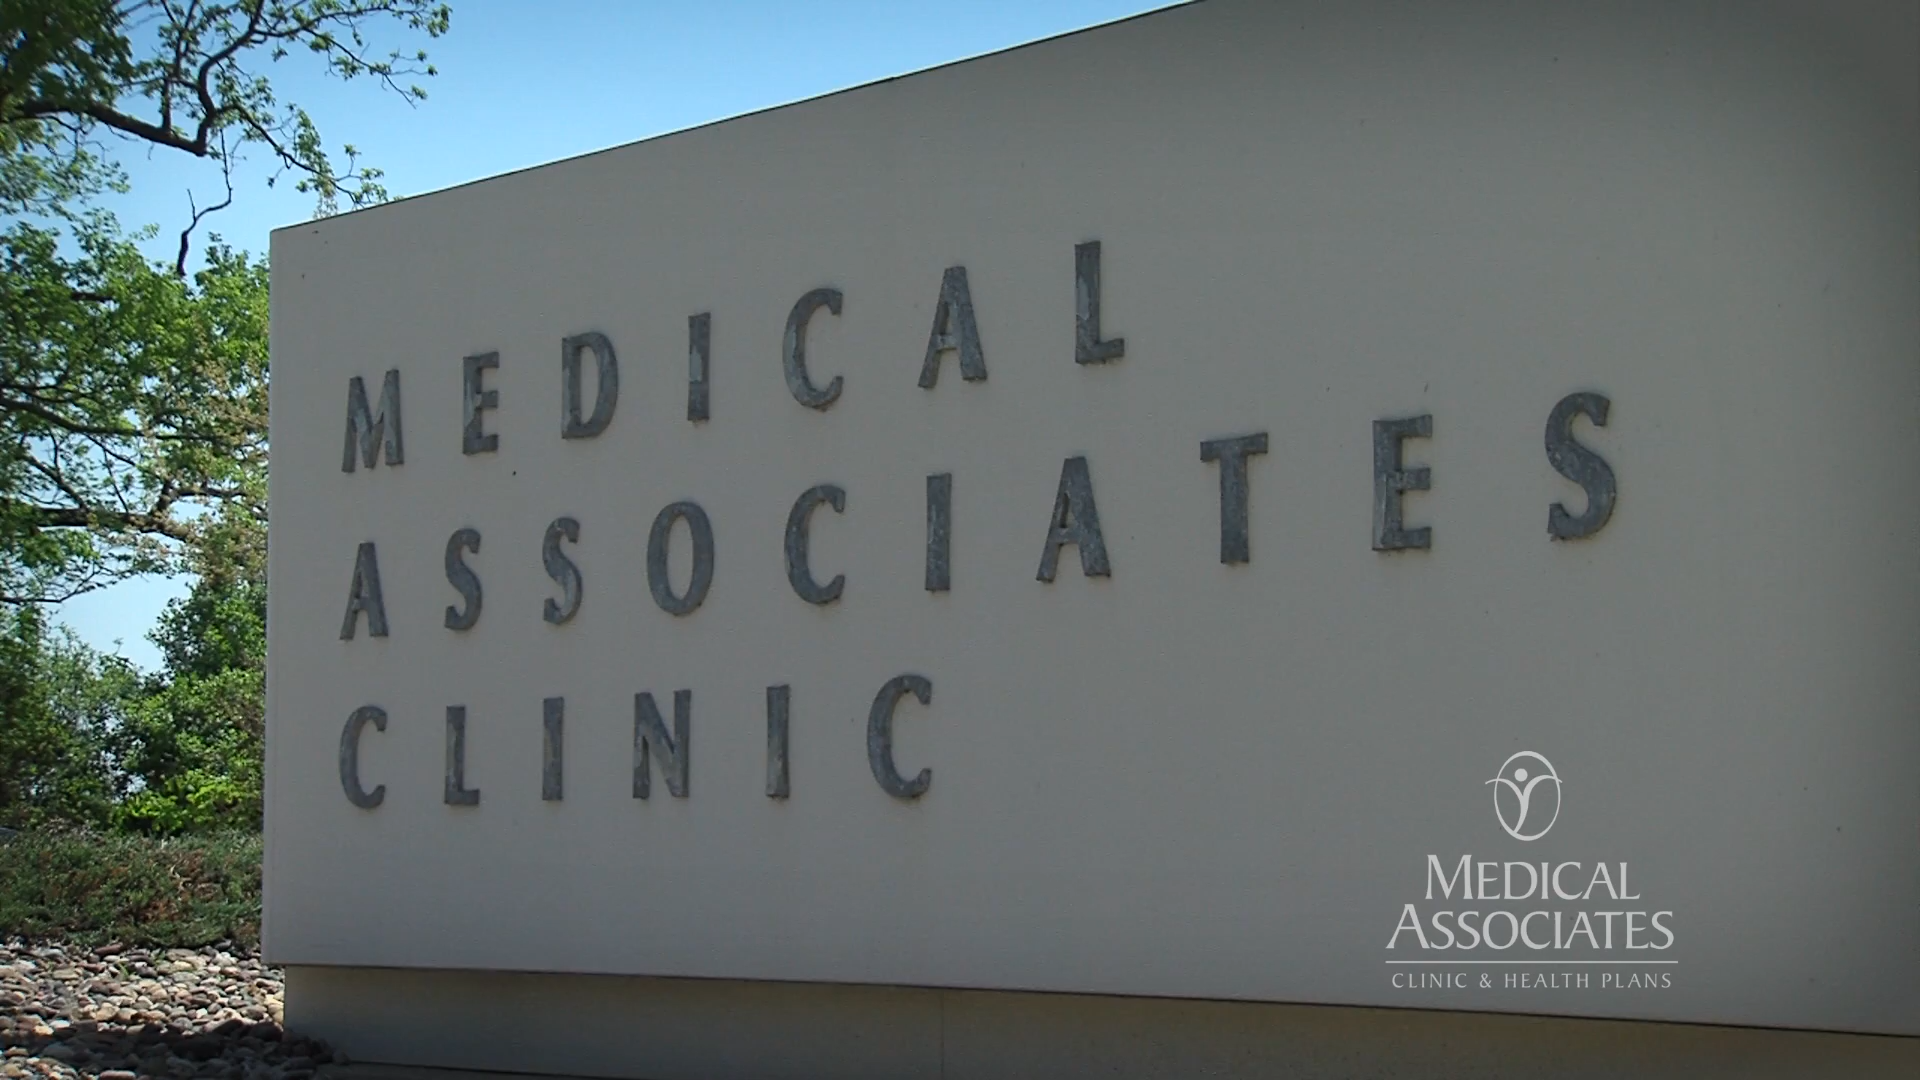 MEDICAL
ASSOCIATES
CLINIC
MEDICAL
ASSOCIATES
CLINIC & HEALTH PLANS